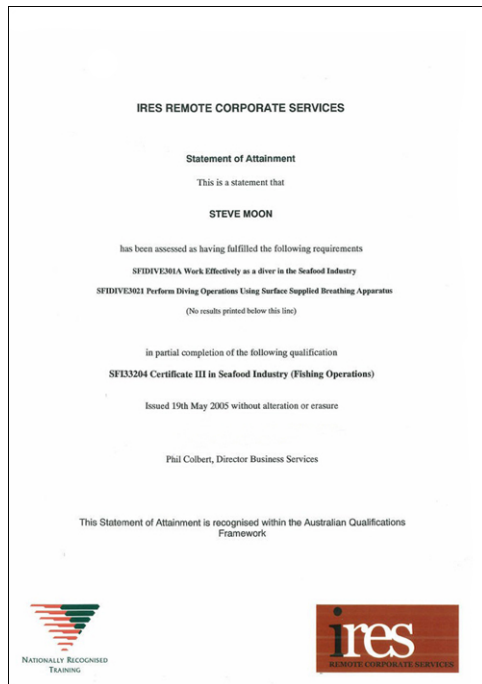 IRES REMOTE CORPORATE SERVICES
Statement of Attainment
This is a statement that
STEVE MOON
has been assessed as having fulfilled the following requirements
SFIDIVE301A Work Effectively as a diver in the Seafood Industry
SFIDIVE3021 Perform Diving Operations Using Surface Supplied Breathing Apparatus
(No results printed below this line)
in partial completion of the following qualification
SFI33204 Certificate III in Seafood Industry (Fishing Operations)
Issued 19th May 2005 without alteration or erasure
Phil Colbert, Director Business Services
This Statement of Attainment is recognised within the Australian Qualifications
Framework
NATIONALLY RECOGNISED
TRAINING
ires
REMOTE CORPORATE SERVICES